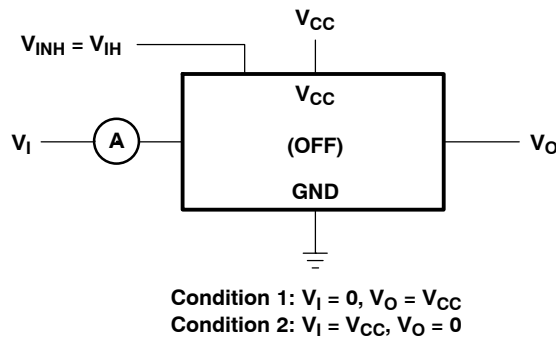 V_CC
V_INH = V_IH
V_CC
V_I A (OFF) V_O
GND
Condition 1: V_I = 0, V_O = V_CC
Condition 2: V_I = V_CC, V_O = 0